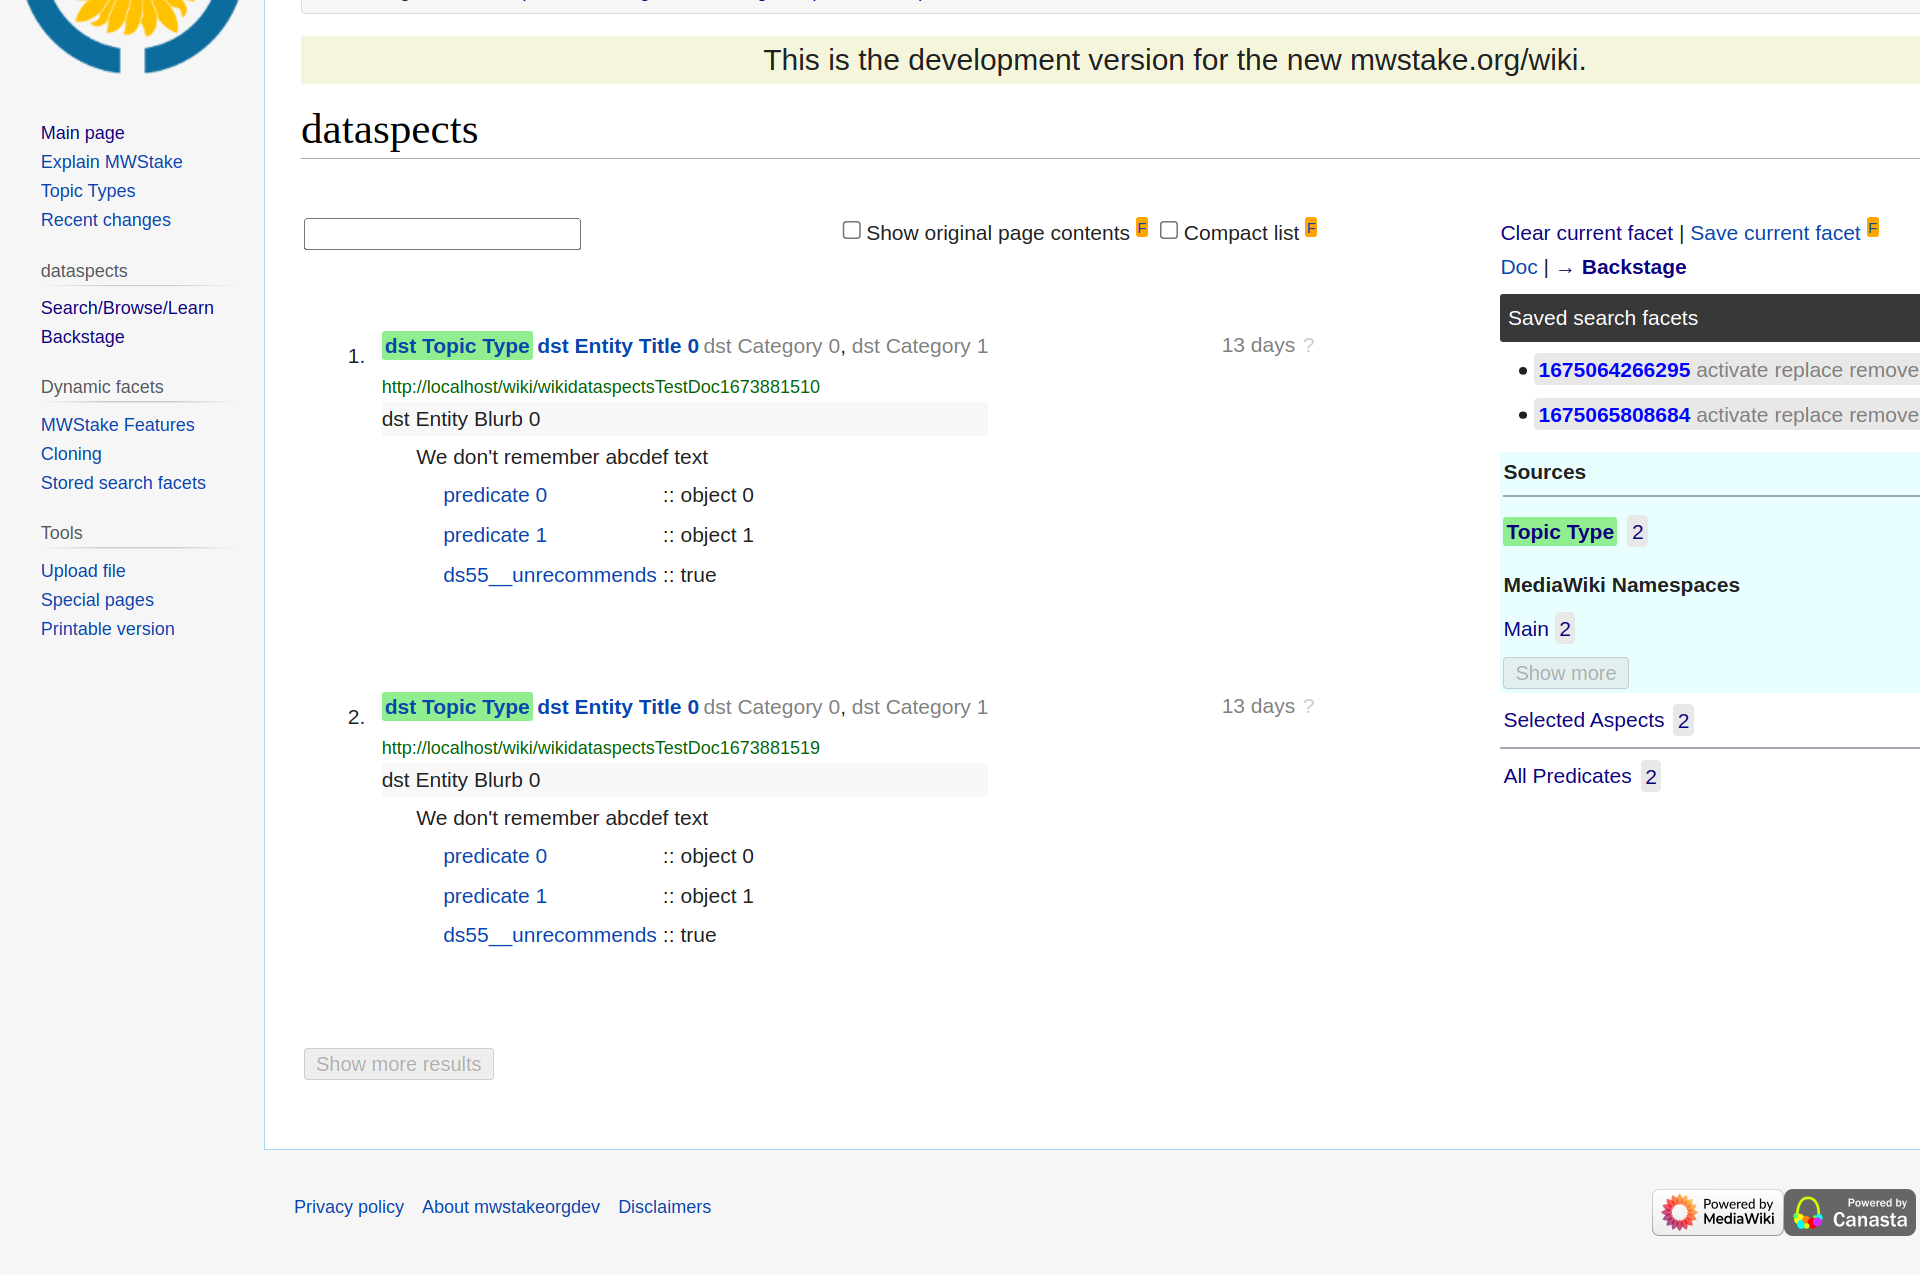 This is the development version for the new mwstake.org/wiki.
dataspects
Main page
Explain MWStake
Topic Types
Recent changes
dataspects
Search/Browse/Learn
Backstage
Dynamic facets
MWStake Features
Cloning
Stored search facets
Tools
Upload file
Special pages
Printable version
Show original page contents F Compact list F
1. dst Topic Type dst Entity Title 0 dst Category 0, dst Category 1 13 days ?
http://localhost/wiki/wikidataspectsTestDoc1673881510
dst Entity Blurb 0
We don't remember abcdef text
predicate 0 :: object 0
predicate 1 :: object 1
ds55__unrecommends :: true
2. dst Topic Type dst Entity Title 0 dst Category 0, dst Category 1 13 days ?
http://localhost/wiki/wikidataspectsTestDoc1673881519
dst Entity Blurb 0
We don't remember abcdef text
predicate 0 :: object 0
predicate 1 :: object 1
ds55__unrecommends :: true
Show more results
Clear current facet | Save current facet F
Doc | → Backstage
Saved search facets
• 1675064266295 activate replace remove
• 1675065808684 activate replace remove
Sources
Topic Type 2
MediaWiki Namespaces
Main 2
Show more
Selected Aspects 2
All Predicates 2
Privacy policy About mwstakeorgdev Disclaimers
Powered by
MediaWiki
Powered by
Canasta